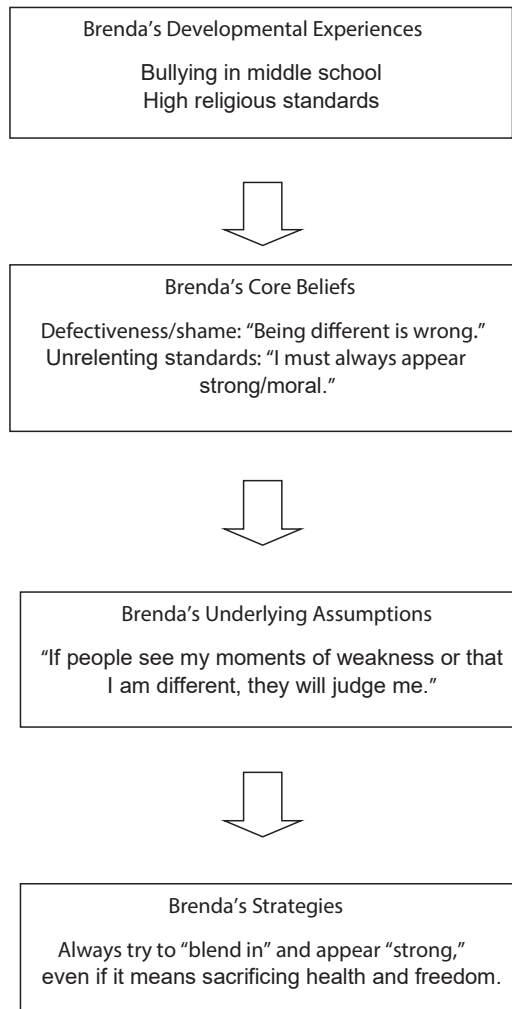 Brenda’s Developmental Experiences
Bullying in middle school
High religious standards
Brenda’s Core Beliefs
Defectiveness/shame: “Being different is wrong.”
Unrelenting standards: “I must always appear
strong/moral.”
Brenda’s Underlying Assumptions
“If people see my moments of weakness or that
I am different, they will judge me.”
Brenda’s Strategies
Always try to “blend in” and appear “strong,”
even if it means sacrificing health and freedom.